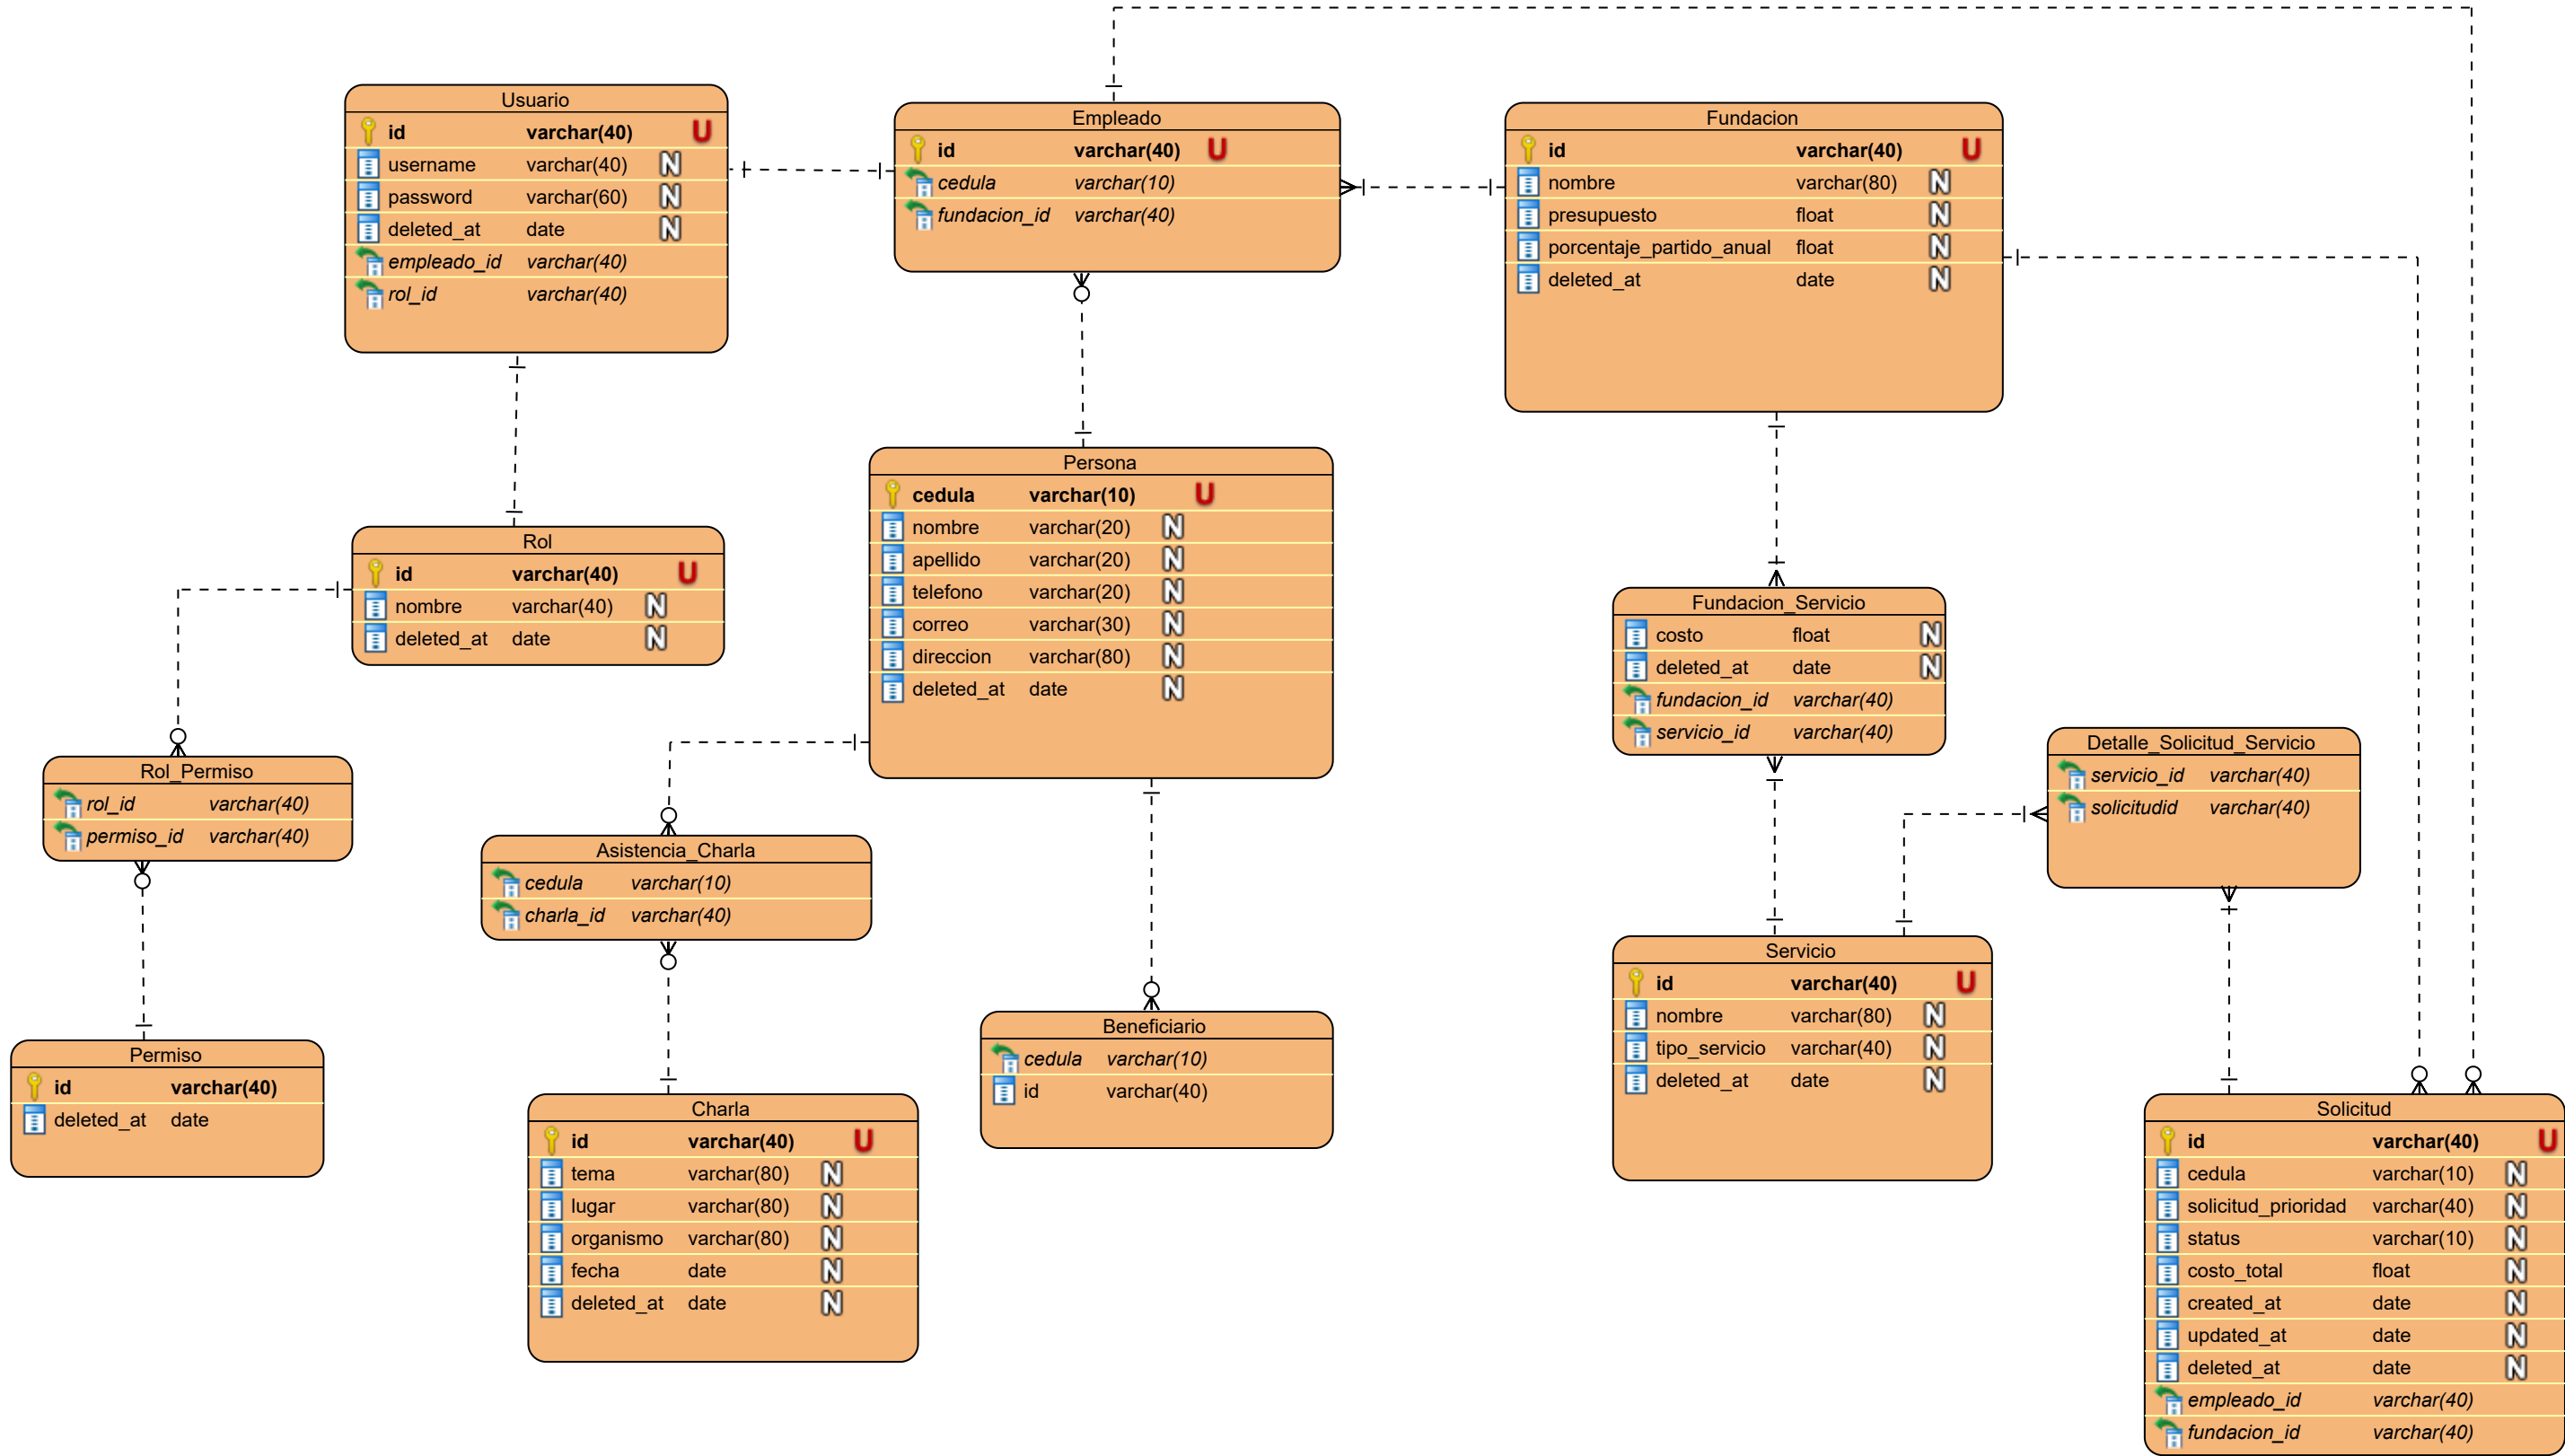 Usuario
id varchar(40) U
username varchar(40) N
password varchar(60) N
deleted_at date N
empleado_id varchar(40)
rol_id varchar(40)
Empleado
id varchar(40) U
cedula varchar(10)
fundacion_id varchar(40)
Fundacion
id varchar(40) U
nombre varchar(80) N
presupuesto float N
porcentaje_partido_anual float N
deleted_at date N
Rol
id varchar(40) U
nombre varchar(40) N
deleted_at date N
Persona
cedula varchar(10) U
nombre varchar(20) N
apellido varchar(20) N
telefono varchar(20) N
correo varchar(30) N
direccion varchar(80) N
deleted_at date N
Fundacion_Servicio
costo float N
deleted_at date N
fundacion_id varchar(40)
servicio_id varchar(40)
Detalle_Solicitud_Servicio
servicio_id varchar(40)
solicitudid varchar(40)
Rol_Permiso
rol_id varchar(40)
permiso_id varchar(40)
Asistencia_Charla
cedula varchar(10)
charla_id varchar(40)
Servicio
id varchar(40) U
nombre varchar(80) N
tipo_servicio varchar(40) N
deleted_at date N
Permiso
id varchar(40)
deleted_at date
Beneficiario
cedula varchar(10)
id varchar(40)
Charla
id varchar(40) U
tema varchar(80) N
lugar varchar(80) N
organismo varchar(80) N
fecha date N
deleted_at date N
Solicitud
id varchar(40) U
cedula varchar(10) N
solicitud_prioridad varchar(40) N
status varchar(10) N
costo_total float N
created_at date N
updated_at date N
deleted_at date N
empleado_id varchar(40)
fundacion_id varchar(40)